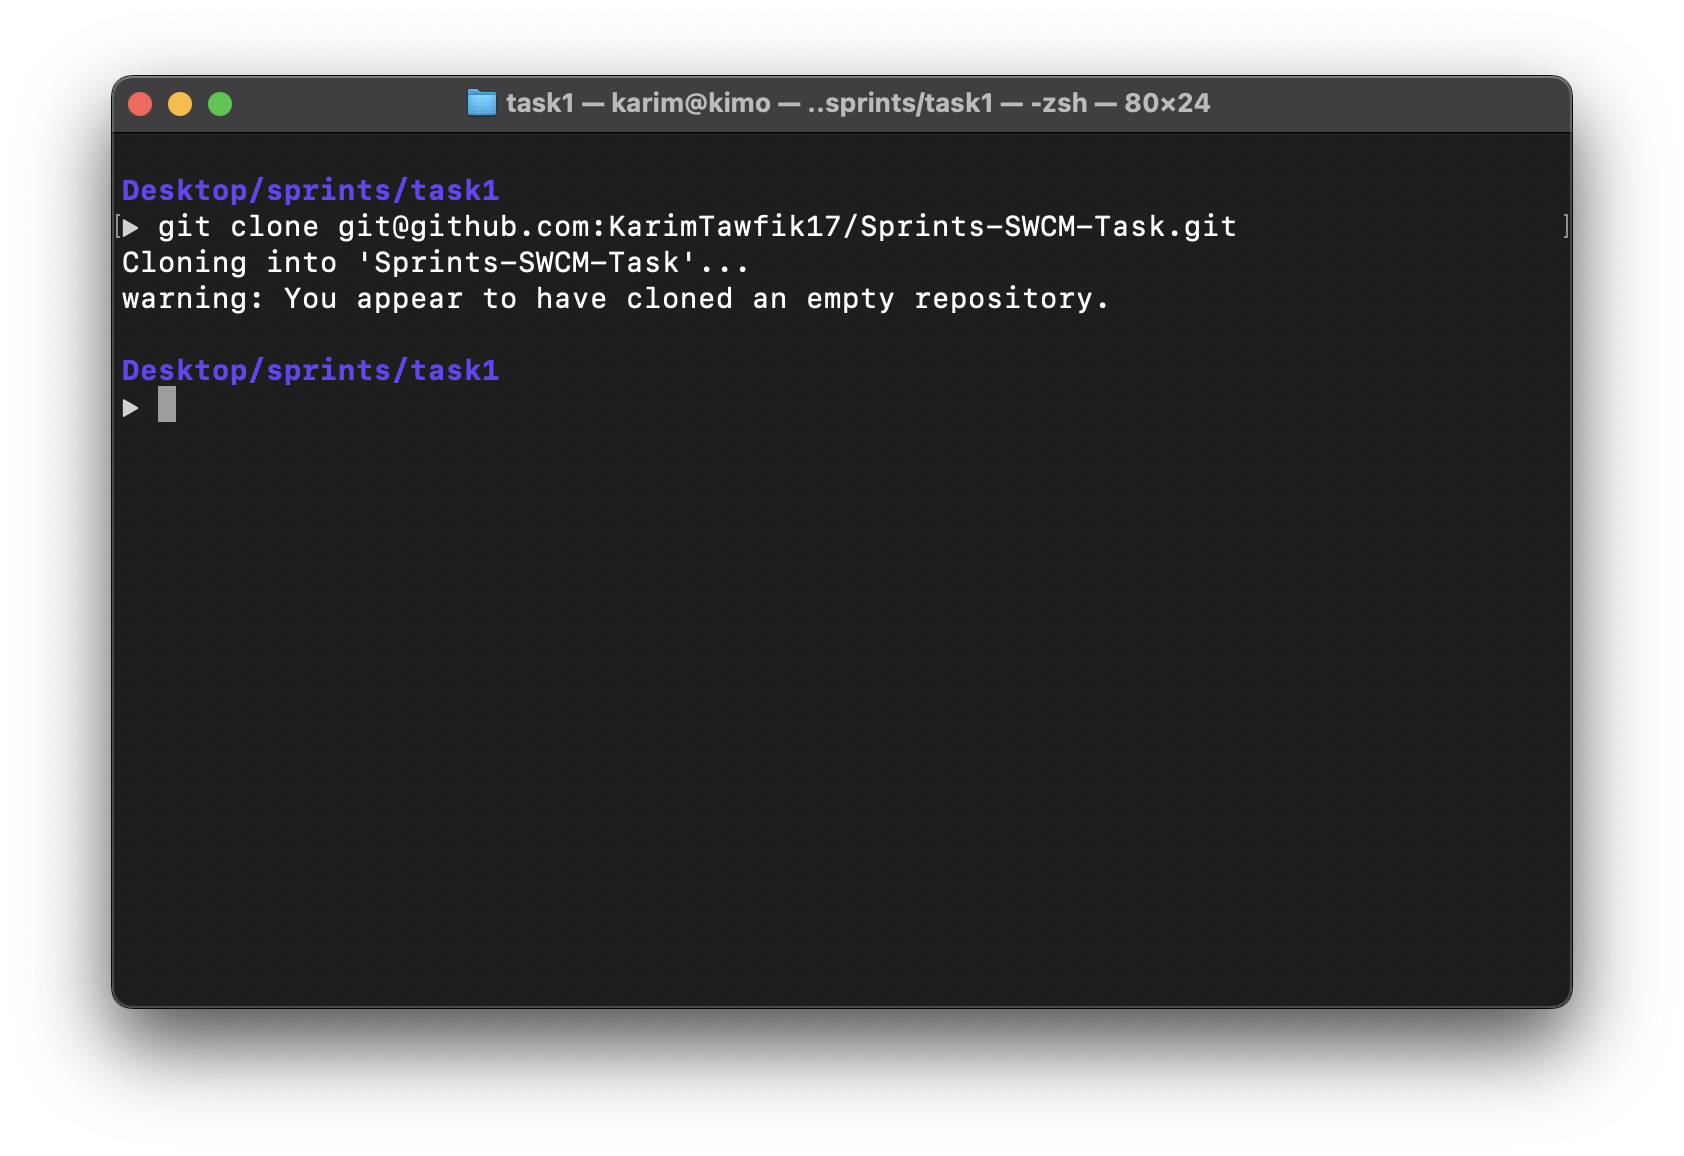 task1 — karim@kimo — ..sprints/task1 — -zsh — 80×24
Desktop/sprints/task1
[▶ git clone git@github.com:KarimTawfik17/Sprints-SWCM-Task.git ]
Cloning into 'Sprints-SWCM-Task'...
warning: You appear to have cloned an empty repository.
Desktop/sprints/task1
▶